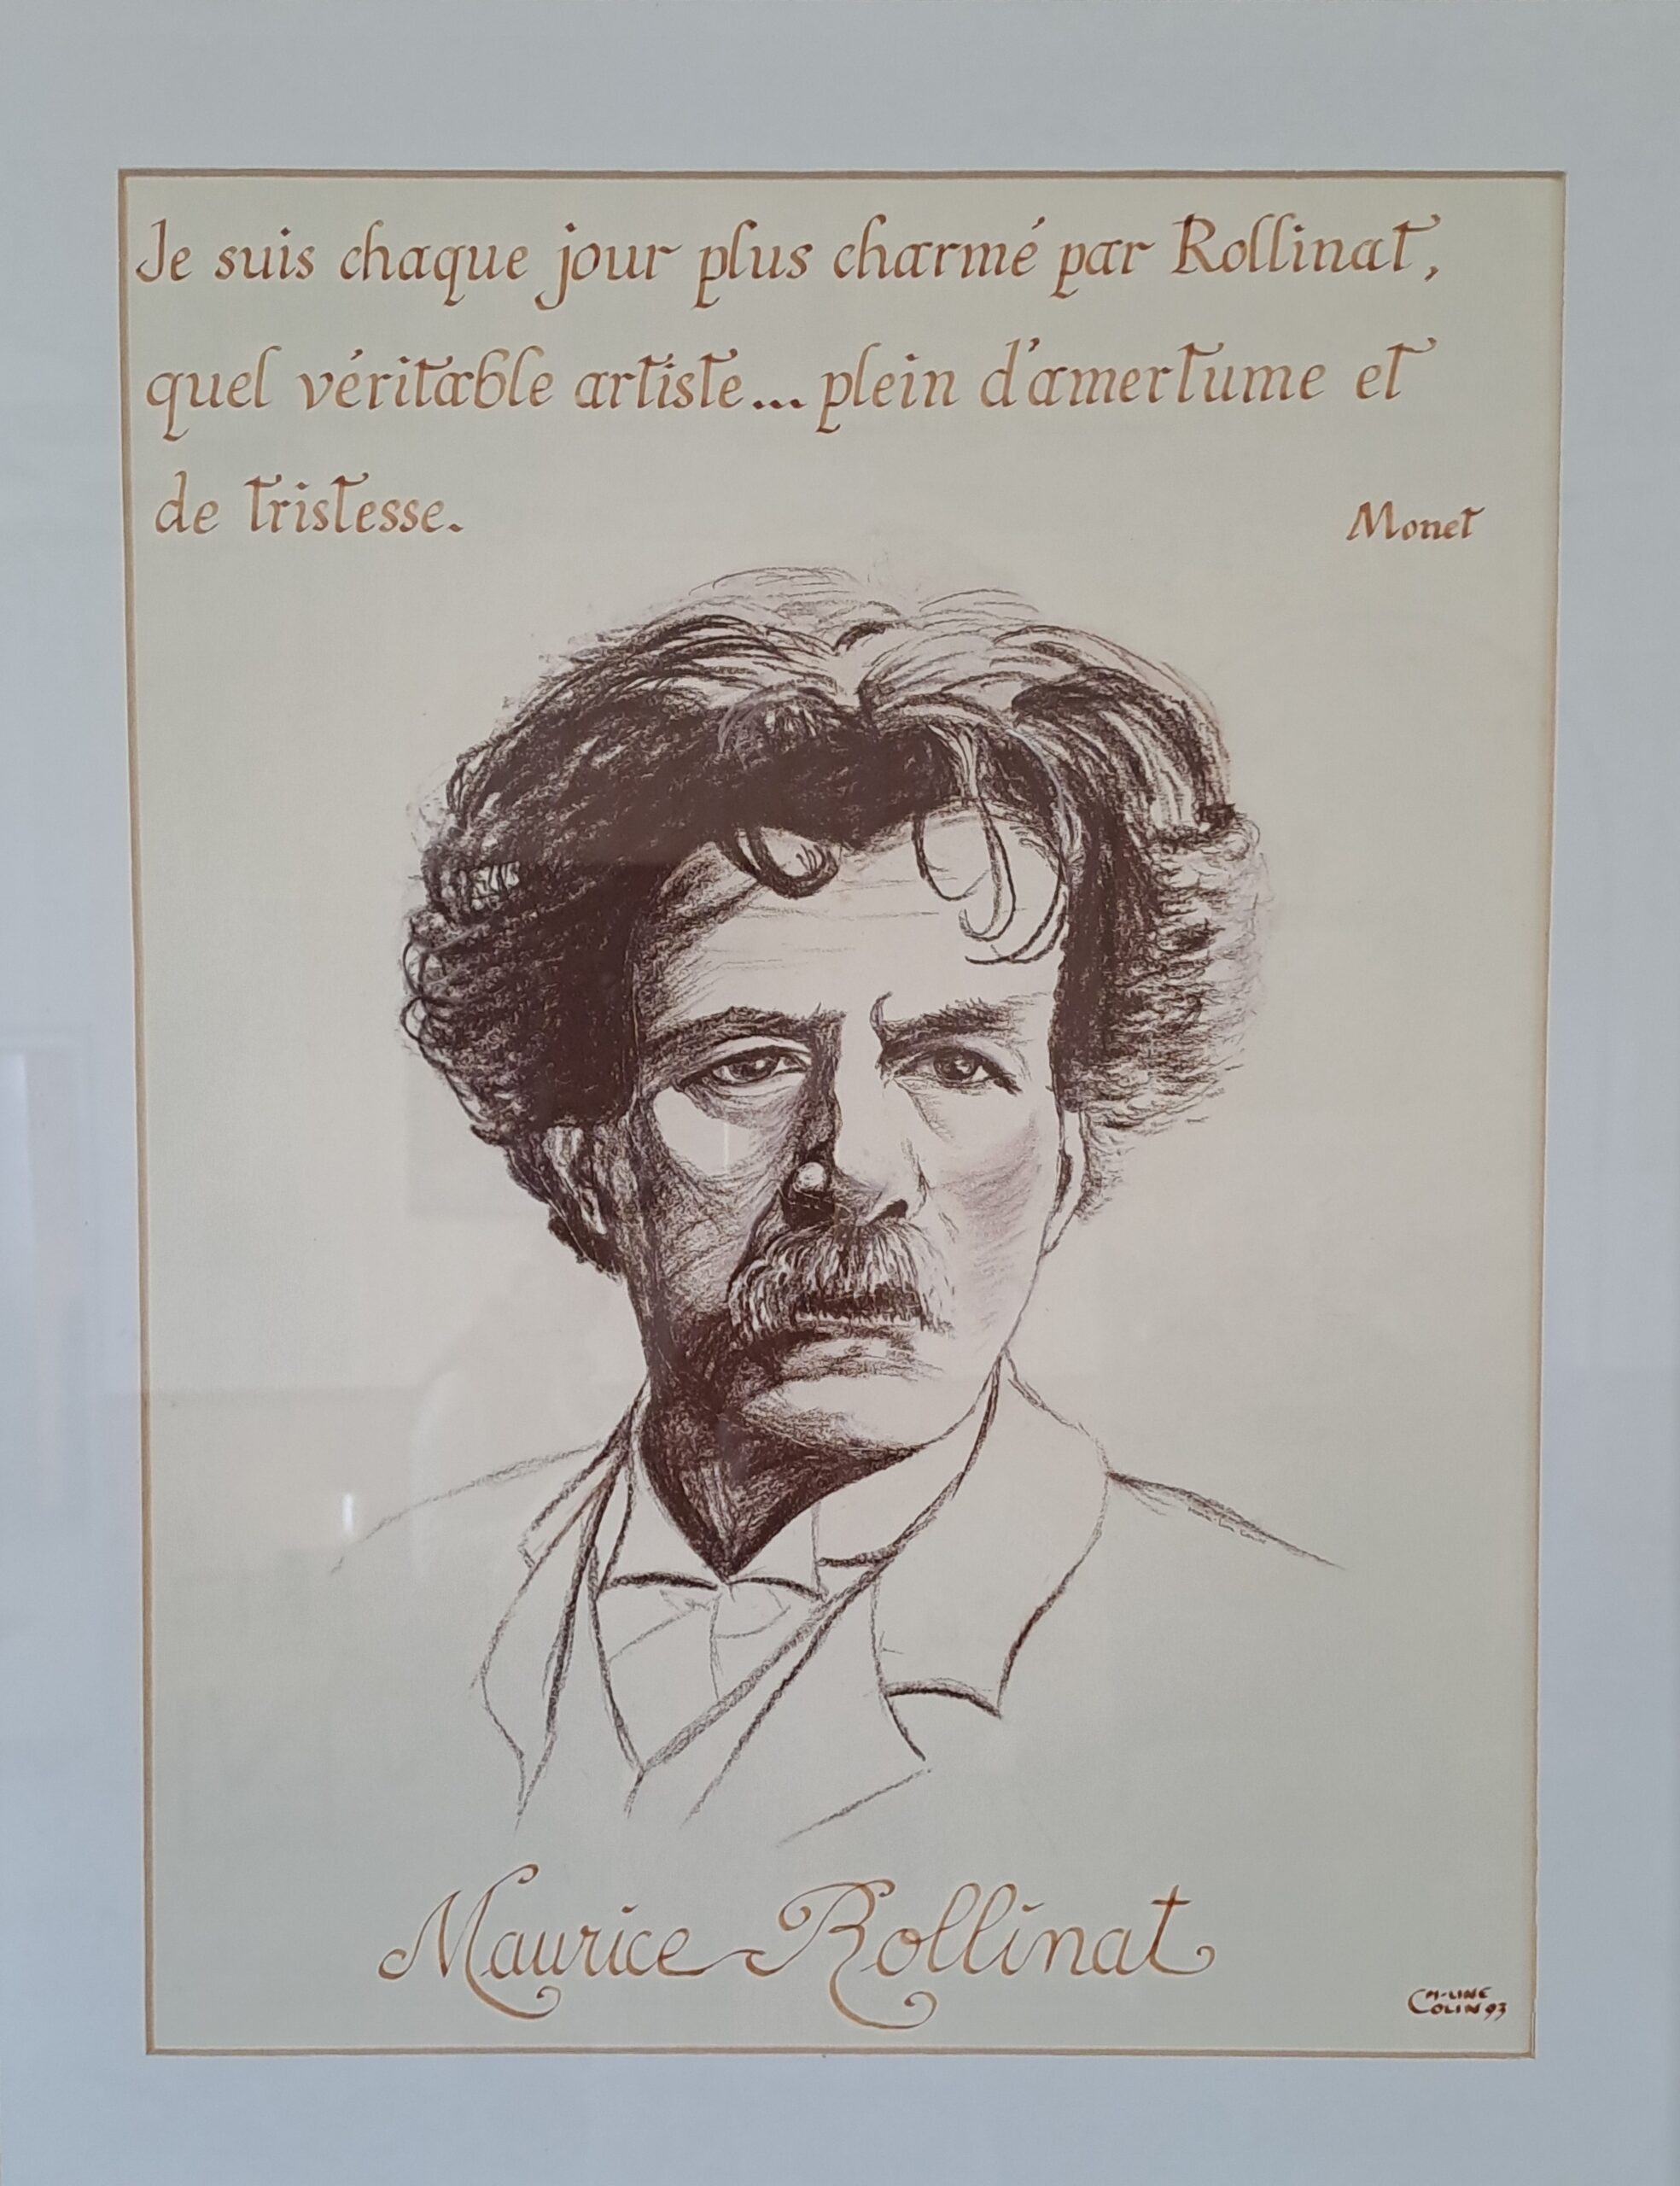 Je suis chaque jour plus charmé par Rollinat,
quel véritable artiste... plein d'amertume et
de tristesse.
Monet
Maurice Rollinat
M-LINE
COLIN 93